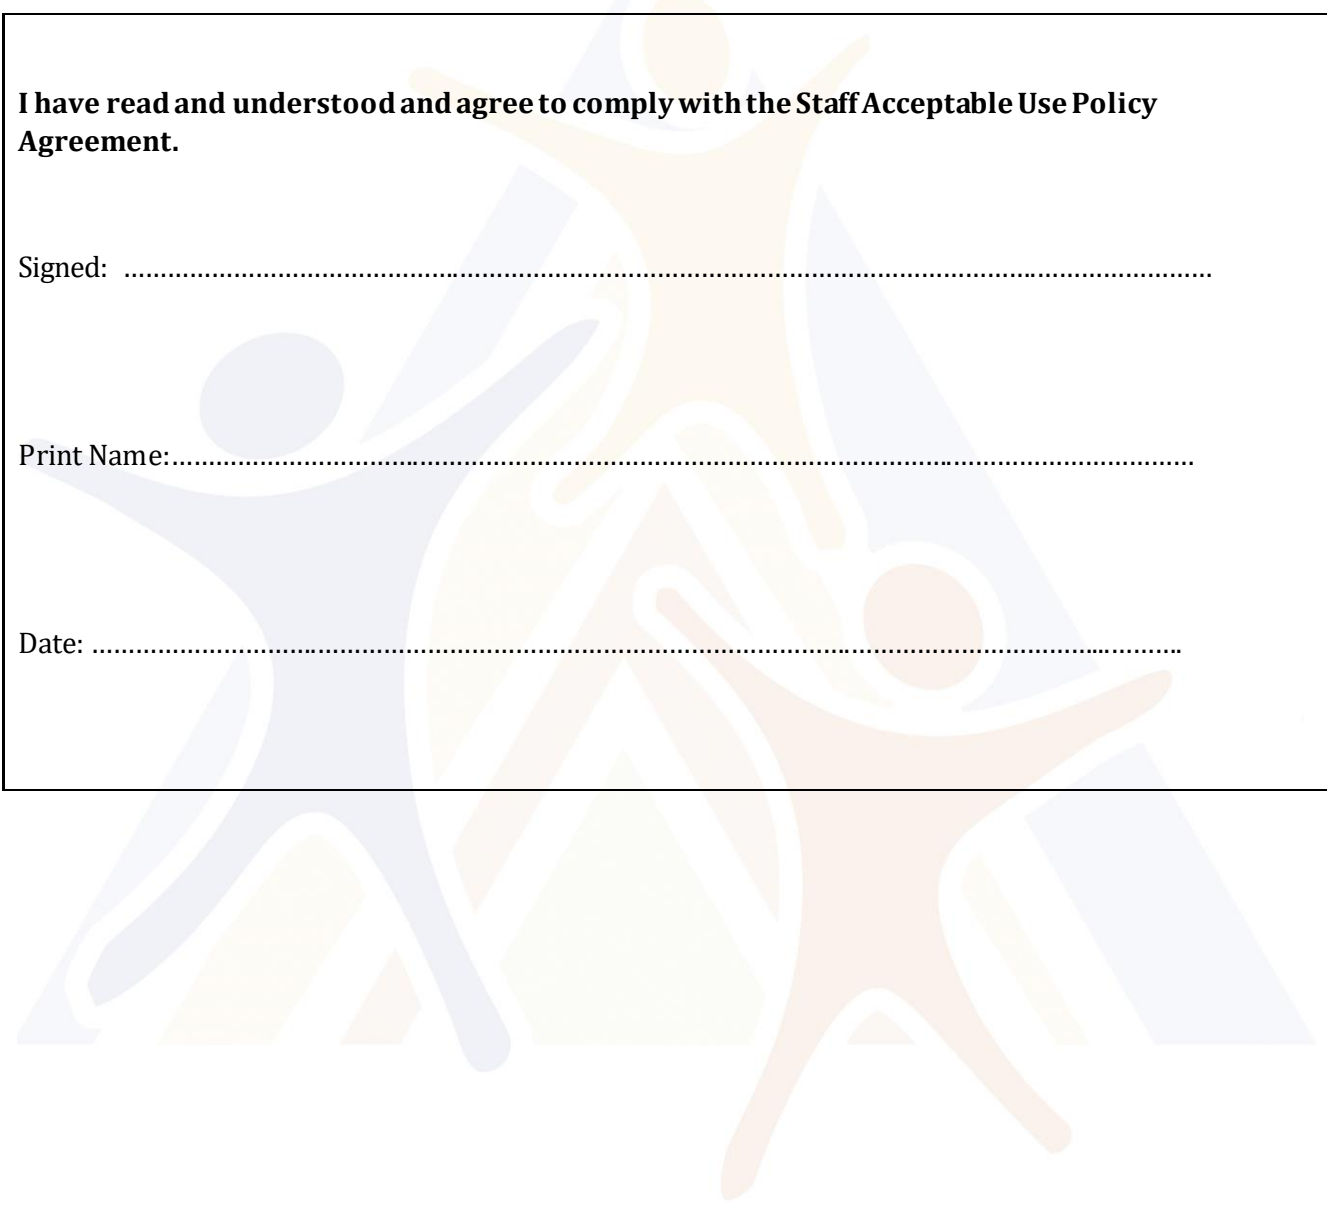 I have read and understood and agree to comply with the Staff Acceptable Use Policy
Agreement.
Signed: ……………………………………………………………………………………………………………………………………
Print Name:……………………………………………………………………………………………………………………………
Date: ……………………………………………………………………………………………………………………………………